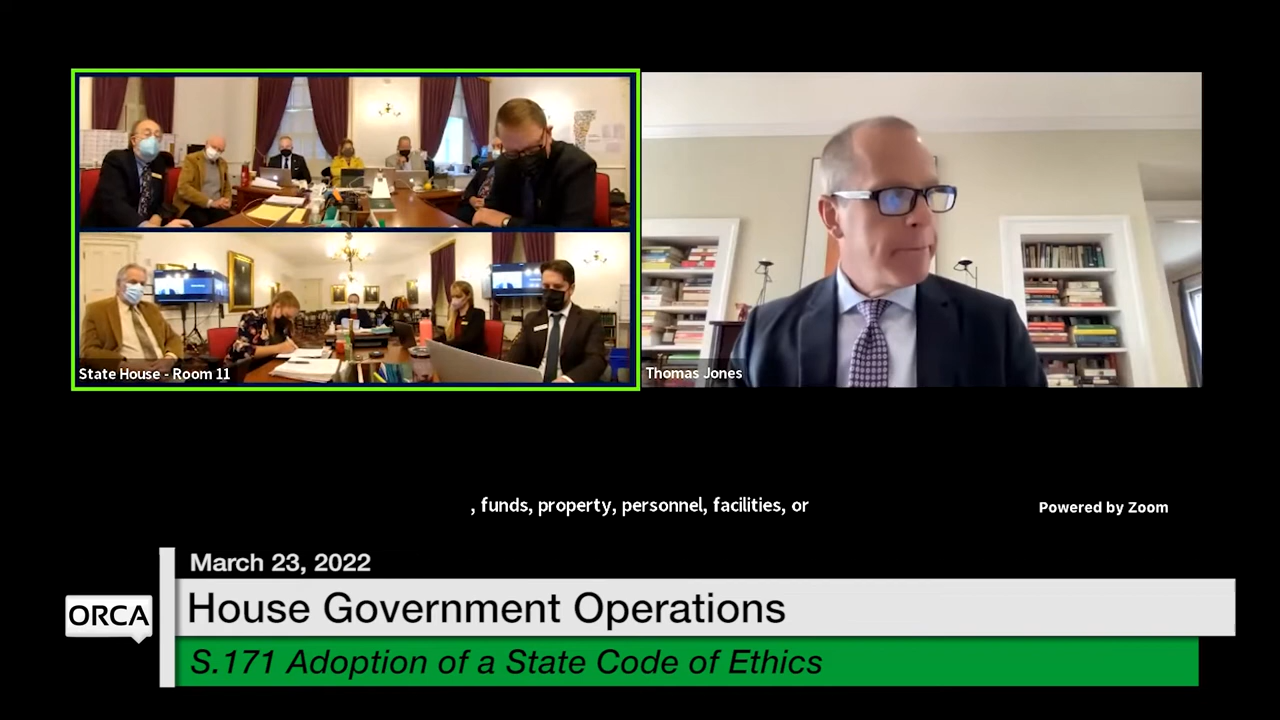 State House - Room 11
Thomas Jones
, funds, property, personnel, facilities, or
Powered by Zoom
March 23, 2022
ORCA
House Government Operations
S.171 Adoption of a State Code of Ethics